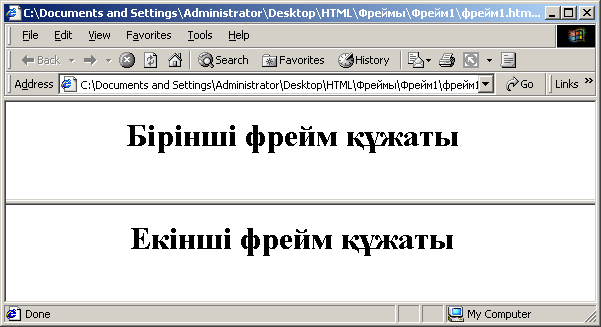 C:\Documents and Settings\Administrator\Desktop\HTML\Фреймы\Фрейм1\фрейм1.htm...
File Edit View Favorites Tools Help
Back Search Favorites History
Address C:\Documents and Settings\Administrator\Desktop\HTML\Фреймы\Фрейм1\фрейм1 Go Links »
Бірінші фрейм құжаты
Екінші фрейм құжаты
Done My Computer